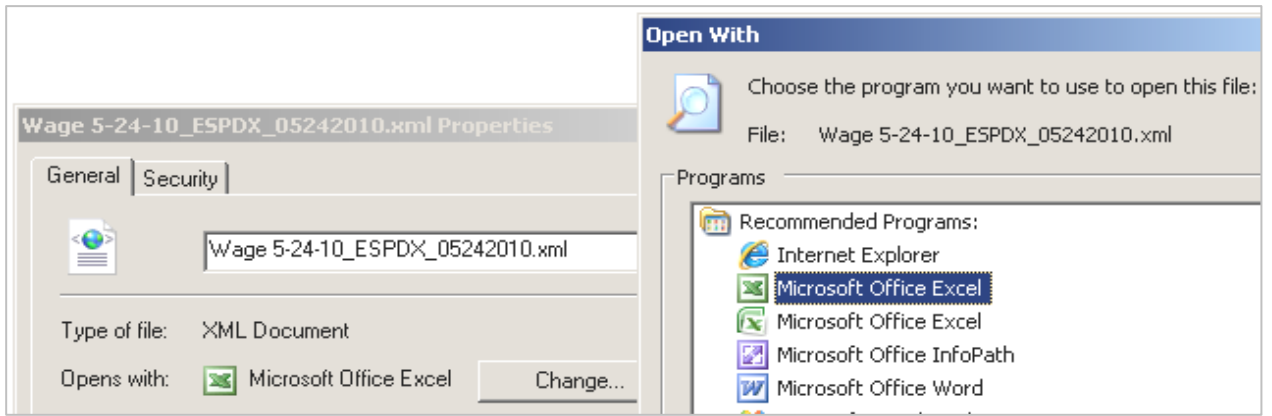 Wage 5-24-10_ESPDX_05242010.xml Properties
General
Security
Wage 5-24-10_ESPDX_05242010.xml
Type of file: XML Document
Opens with: Microsoft Office Excel
Change...
Open With
Choose the program you want to use to open this file:
File: Wage 5-24-10_ESPDX_05242010.xml
Programs
Recommended Programs:
Internet Explorer
Microsoft Office Excel
Microsoft Office Excel
Microsoft Office InfoPath
Microsoft Office Word